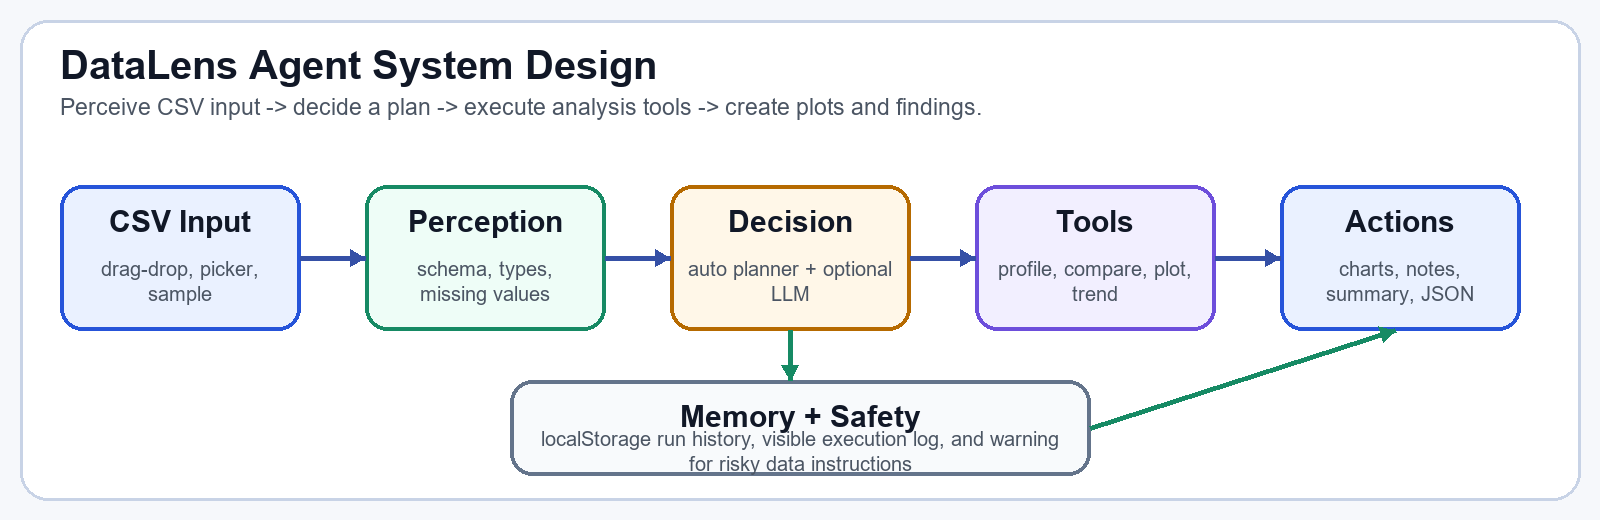 DataLens Agent System Design
Perceive CSV input -> decide a plan -> execute analysis tools -> create plots and findings.
CSV Input
drag-drop, picker,
sample
Perception
schema, types,
missing values
Decision
auto planner + optional
LLM
Tools
profile, compare, plot,
trend
Actions
charts, notes,
summary, JSON
Memory + Safety
localStorage run history, visible execution log, and warning
for risky data instructions